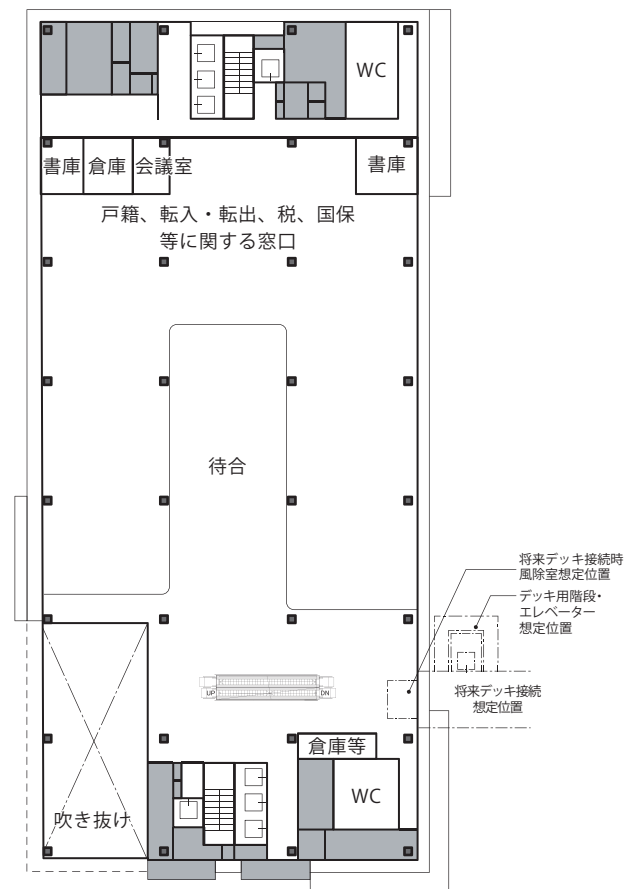 WC
書庫
倉庫
会議室
書庫
戸籍、転入・転出、税、国保
等に関する窓口
待合
将来デッキ接続時
風除室想定位置
デッキ用階段・
エレベーター
想定位置
将来デッキ接続
想定位置
UP
DN
倉庫等
WC
吹き抜け